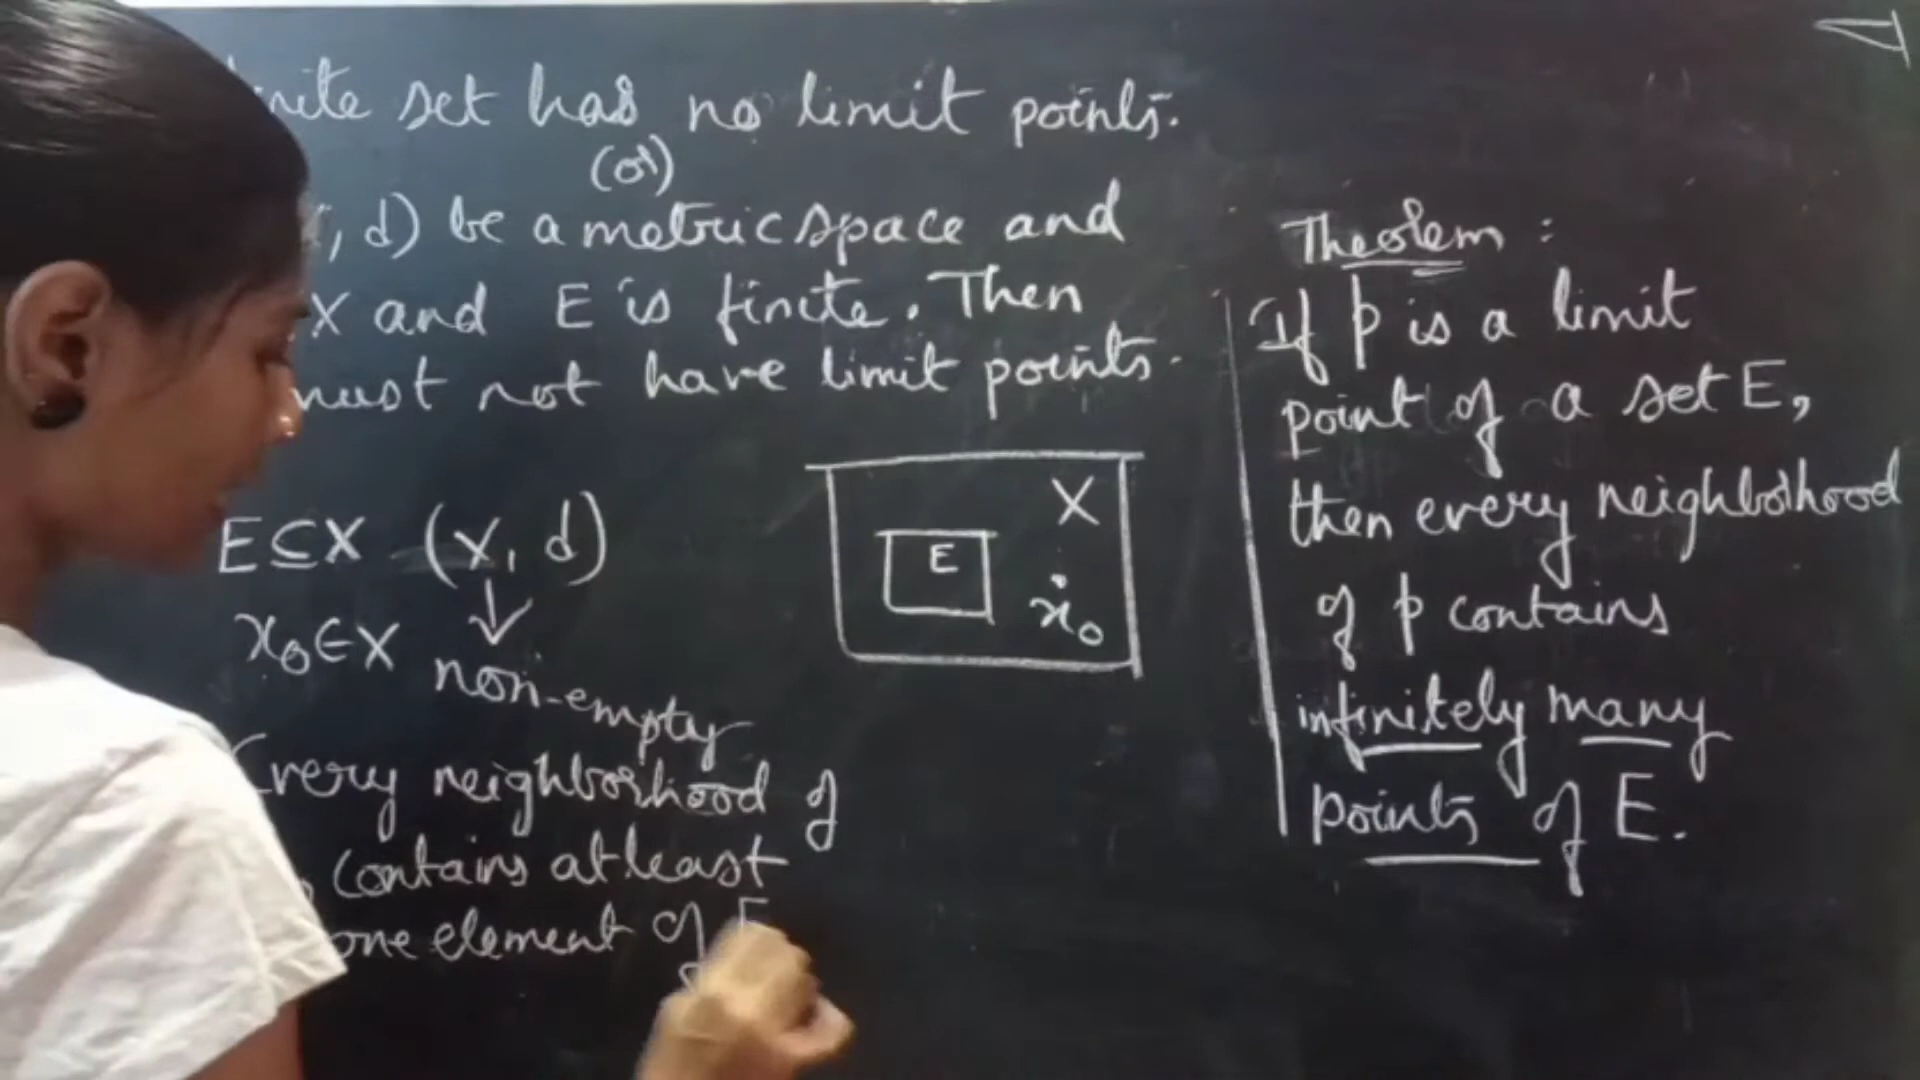 set has no limit points.
(or)
, d) be a metric space and
X and E is finite. Then
must not have limit points.
E⊆X (X, d)
x₀∈X
non-empty
Every neighborhood of
contains atleast
one element of E
X
E
x₀
Theorem:
If p is a limit
point of a set E,
then every neighborhood
of p contains
infinitely many
points of E.